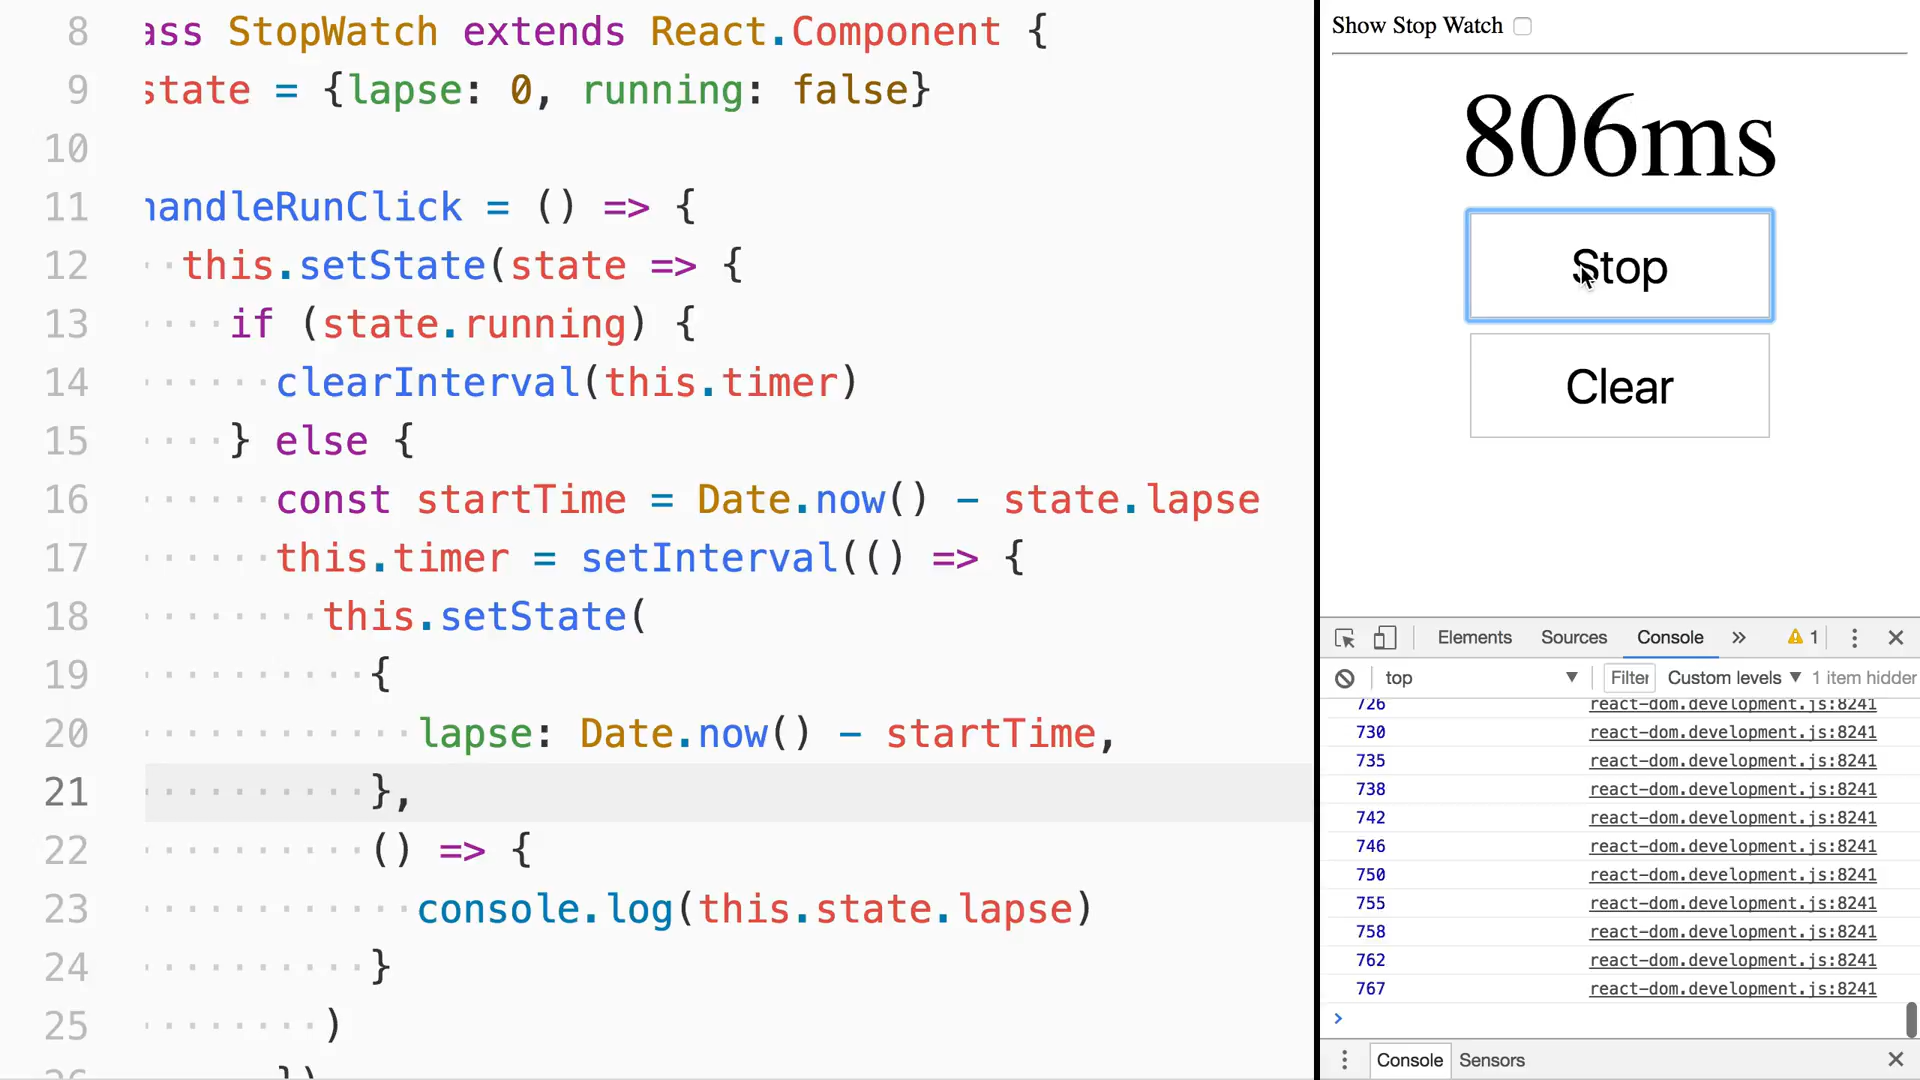 8 ass StopWatch extends React.Component {
9 state = {lapse: 0, running: false}
10
11 handleRunClick = () => {
12 this.setState(state => {
13 if (state.running) {
14 clearInterval(this.timer)
15 } else {
16 const startTime = Date.now() - state.lapse
17 this.timer = setInterval(() => {
18 this.setState(
19 {
20 lapse: Date.now() - startTime,
21 },
22 () => {
23 console.log(this.state.lapse)
24 }
25 )
26 })
Show Stop Watch
806ms
Stop
Clear
Elements Sources Console » 1
top Filter Custom levels 1 item hidden
726 react-dom.development.js:8241
730 react-dom.development.js:8241
735 react-dom.development.js:8241
738 react-dom.development.js:8241
742 react-dom.development.js:8241
746 react-dom.development.js:8241
750 react-dom.development.js:8241
755 react-dom.development.js:8241
758 react-dom.development.js:8241
762 react-dom.development.js:8241
767 react-dom.development.js:8241
>
Console Sensors